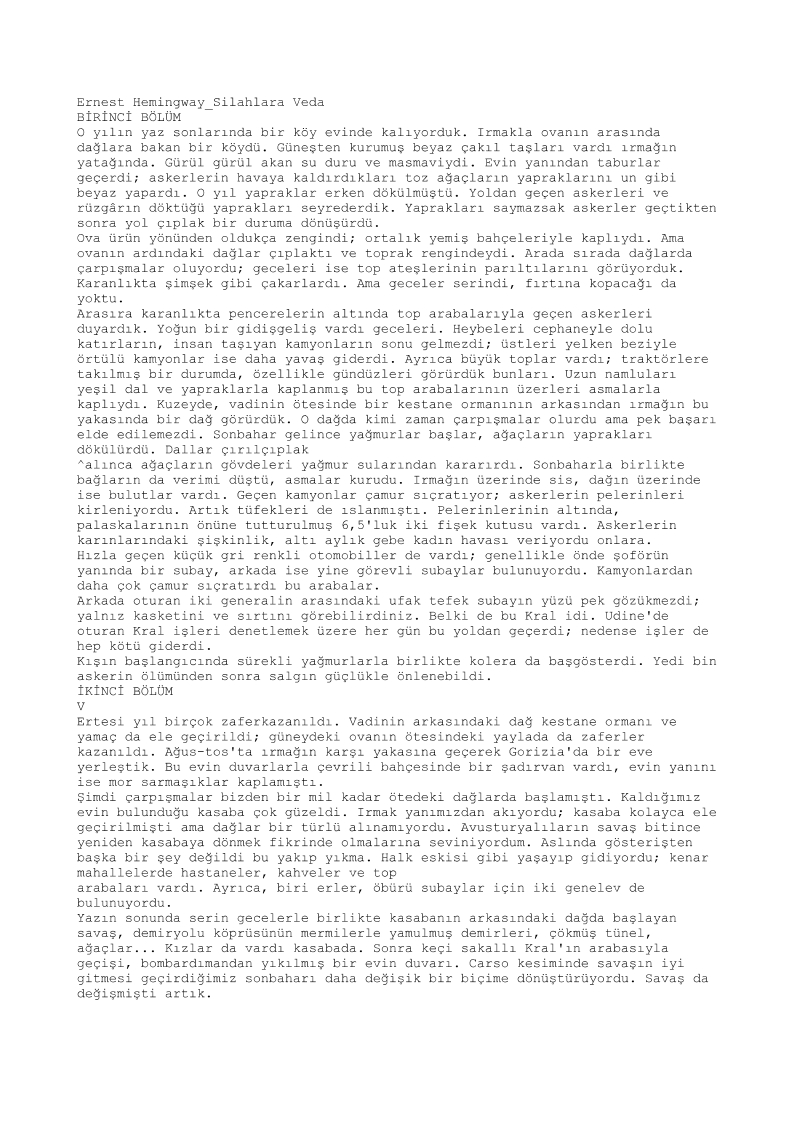 Ernest Hemingway_Silahlara Veda
BİRİNCİ BÖLÜM
O yılın yaz sonlarında bir köy evinde kalıyorduk. Irmakla ovanın arasında
dağlara bakan bir köydü. Güneşten kurumuş beyaz çakıl taşları vardı ırmağın
yatağında. Gürül gürül akan su duru ve masmaviydi. Evin yanından taburlar
geçerdi; askerlerin havaya kaldırdıkları toz ağaçların yapraklarını un gibi
beyaz yapardı. O yıl yapraklar erken dökülmüştü. Yoldan geçen askerleri ve
rüzgârın döktüğü yaprakları seyrederdik. Yaprakları saymazsak askerler geçtikten
sonra yol çıplak bir duruma dönüşürdü.
Ova ürün yönünden oldukça zengindi; ortalık yemiş bahçeleriyle kaplıydı. Ama
ovanın ardındaki dağlar çıplaktı ve toprak rengindeydi. Arada sırada dağlarda
çarpışmalar oluyordu; geceleri ise top ateşlerinin parıltılarını görüyorduk.
Karanlıkta şimşek gibi çakarlardı. Ama geceler serindi, fırtına kopacağı da
yoktu.
Arasıra karanlıkta pencerelerin altında top arabalarıyla geçen askerleri
duyardık. Yoğun bir gidişgeliş vardı geceleri. Heybeleri cephaneyle dolu
katırların, insan taşıyan kamyonların sonu gelmezdi; üstleri yelken beziyle
örtülü kamyonlar ise daha yavaş giderdi. Ayrıca büyük toplar vardı; traktörlere
takılmış bir durumda, özellikle gündüzleri görürdük bunları. Uzun namluları
yeşil dal ve yapraklarla kaplanmış bu top arabalarının üzerleri asmalarla
kaplıydı. Kuzeyde, vadinin ötesinde bir kestane ormanının arkasından ırmağın bu
yakasında bir dağ görürdük. O dağda kimi zaman çarpışmalar olurdu ama pek başarı
elde edilemezdi. Sonbahar gelince yağmurlar başlar, ağaçların yaprakları
dökülürdü. Dallar çırılçıplak
^alınca ağaçların gövdeleri yağmur sularından kararırdı. Sonbaharla birlikte
bağların da verimi düştü, asmalar kurudu. Irmağın üzerinde sis, dağın üzerinde
ise bulutlar vardı. Geçen kamyonlar çamur sıçratıyor; askerlerin pelerinleri
kirleniyordu. Artık tüfekleri de ıslanmıştı. Pelerinlerinin altında,
palaskalarının önüne tutturulmuş 6,5'luk iki fişek kutusu vardı. Askerlerin
karınlarındaki şişkinlik, altı aylık gebe kadın havası veriyordu onlara.
Hızla geçen küçük gri renkli otomobiller de vardı; genellikle önde şoförün
yanında bir subay, arkada ise yine görevli subaylar bulunuyordu. Kamyonlardan
daha çok çamur sıçratırdı bu arabalar.
Arkada oturan iki generalin arasındaki ufak tefek subayın yüzü pek gözükmezdi;
yalnız kasketini ve sırtını görebilirdiniz. Belki de bu Kral idi. Udine'de
oturan Kral işleri denetlemek üzere her gün bu yoldan geçerdi; nedense işler de
hep kötü giderdi.
Kışın başlangıcında sürekli yağmurlarla birlikte kolera da başgösterdi. Yedi bin
askerin ölümünden sonra salgın güçlükle önlenebildi.
İKİNCİ BÖLÜM
V
Ertesi yıl birçok zaferkazanıldı. Vadinin arkasındaki dağ kestane ormanı ve
yamaç da ele geçirildi; güneydeki ovanın ötesindeki yaylada da zaferler
kazanıldı. Ağus-tos'ta ırmağın karşı yakasına geçerek Gorizia'da bir eve
yerleştik. Bu evin duvarlarla çevrili bahçesinde bir şadırvan vardı, evin yanını
ise mor sarmaşıklar kaplamıştı.
Şimdi çarpışmalar bizden bir mil kadar ötedeki dağlarda başlamıştı. Kaldığımız
evin bulunduğu kasaba çok güzeldi. Irmak yanımızdan akıyordu; kasaba kolayca ele
geçirilmişti ama dağlar bir türlü alınamıyordu. Avusturyalıların savaş bitince
yeniden kasabaya dönmek fikrinde olmalarına seviniyordum. Aslında gösterişten
başka bir şey değildi bu yakıp yıkma. Halk eskisi gibi yaşayıp gidiyordu; kenar
mahallelerde hastaneler, kahveler ve top
arabaları vardı. Ayrıca, biri erler, öbürü subaylar için iki genelev de
bulunuyordu.
Yazın sonunda serin gecelerle birlikte kasabanın arkasındaki dağda başlayan
savaş, demiryolu köprüsünün mermilerle yamulmuş demirleri, çökmüş tünel,
ağaçlar... Kızlar da vardı kasabada. Sonra keçi sakallı Kral'ın arabasıyla
geçişi, bombardımandan yıkılmış bir evin duvarı. Carso kesiminde savaşın iyi
gitmesi geçirdiğimiz sonbaharı daha değişik bir biçime dönüştürüyordu. Savaş da
değişmişti artık.